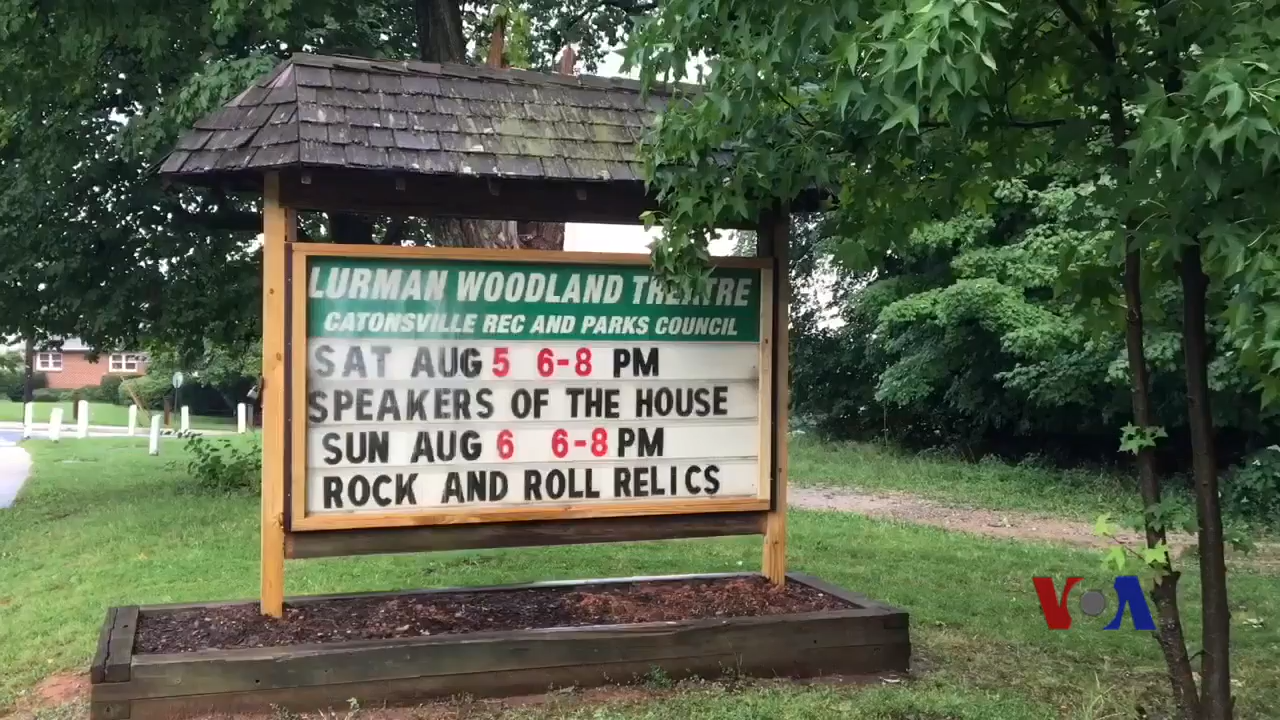 LURMAN WOODLAND THEATRE
CATONSVILLE REC AND PARKS COUNCIL
SAT AUG 5 6-8 PM
SPEAKERS OF THE HOUSE
SUN AUG 6 6-8 PM
ROCK AND ROLL RELICS
VOA